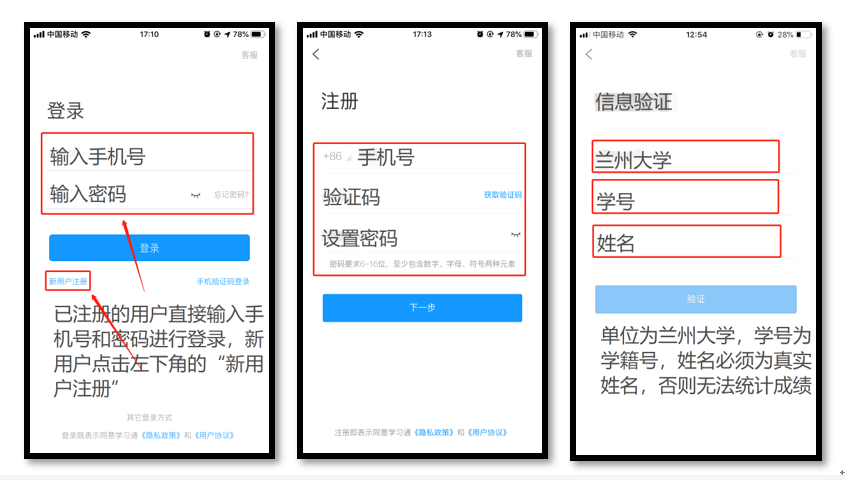 中国移动 17:10 78%
客服
登录
输入手机号
输入密码 忘记密码?
登录
新用户注册 手机验证码登录
已注册的用户直接输入手
机号和密码进行登录，新
用户点击左下角的“新用
户注册”
其它登录方式
登录既表示同意学习通《隐私政策》和《用户协议》
中国移动 17:13 78%
客服
注册
+86 手机号
验证码 获取验证码
设置密码
密码要求6-16位，至少包含数字、字母、符号两种元素
下一步
注册即表示同意学习通《隐私政策》和《用户协议》
中国移动 12:54 28%
客服
信息验证
兰州大学
学号
姓名
验证
单位为兰州大学，学号为
学籍号，姓名必须为真实
姓名，否则无法统计成绩